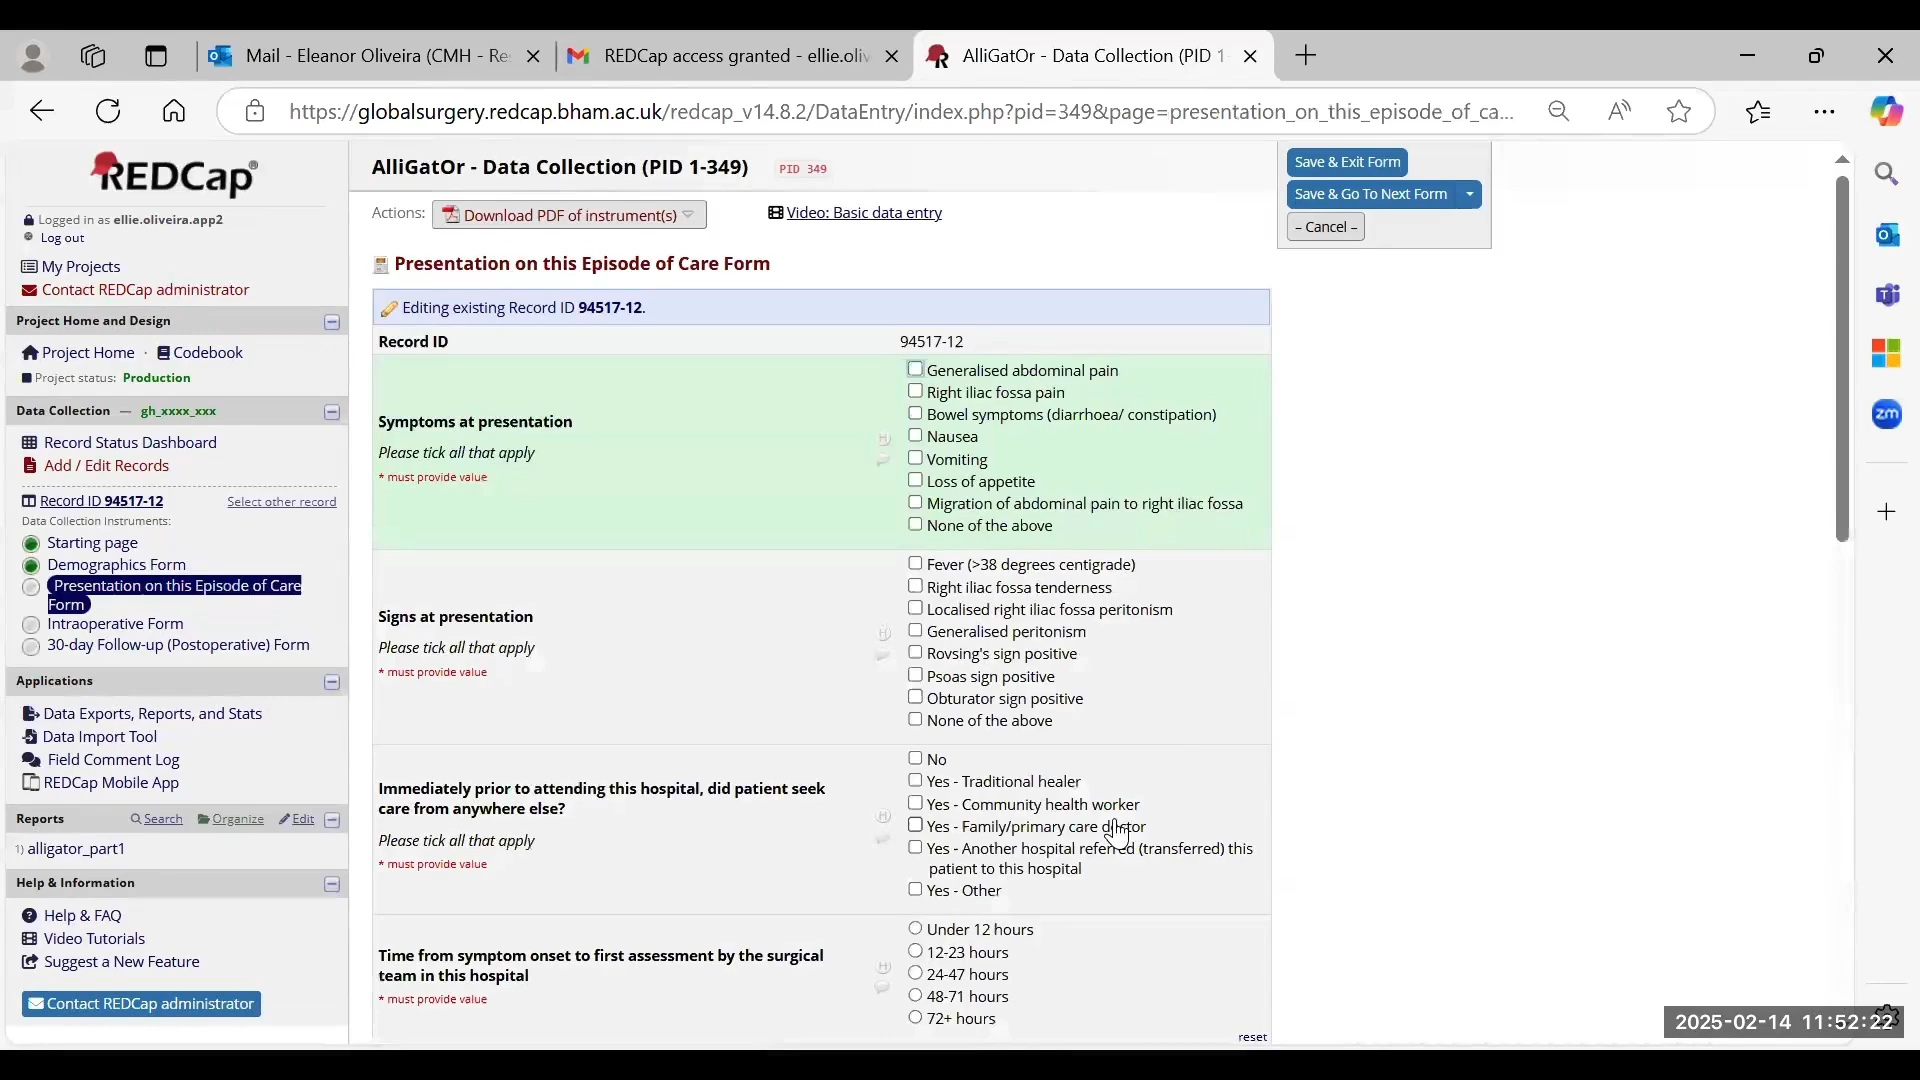 Mail - Eleanor Oliveira (CMH - Re
REDCap access granted - ellie.oliv
AlliGatOr - Data Collection (PID 1-
https://globalsurgery.redcap.bham.ac.uk/redcap_v14.8.2/DataEntry/index.php?pid=349&page=presentation_on_this_episode_of_ca...
REDCap®
Logged in as ellie.oliveira.app2
Log out
My Projects
Contact REDCap administrator
Project Home and Design
Project Home · Codebook
Project status: Production
Data Collection — gh_xxxx_xxx
Record Status Dashboard
Add / Edit Records
Record ID 94517-12 Select other record
Data Collection Instruments:
Starting page
Demographics Form
Presentation on this Episode of Care
Form
Intraoperative Form
30-day Follow-up (Postoperative) Form
Applications
Data Exports, Reports, and Stats
Data Import Tool
Field Comment Log
REDCap Mobile App
Reports Search Organize Edit
1) alligator_part1
Help & Information
Help & FAQ
Video Tutorials
Suggest a New Feature
Contact REDCap administrator
AlliGatOr - Data Collection (PID 1-349) PID 349
Actions: Download PDF of instrument(s) Video: Basic data entry
Save & Exit Form
Save & Go To Next Form
– Cancel –
Presentation on this Episode of Care Form
Editing existing Record ID 94517-12.
Record ID 94517-12
Symptoms at presentation
Please tick all that apply
* must provide value
Generalised abdominal pain
Right iliac fossa pain
Bowel symptoms (diarrhoea/ constipation)
Nausea
Vomiting
Loss of appetite
Migration of abdominal pain to right iliac fossa
None of the above
Signs at presentation
Please tick all that apply
* must provide value
Fever (>38 degrees centigrade)
Right iliac fossa tenderness
Localised right iliac fossa peritonism
Generalised peritonism
Rovsing's sign positive
Psoas sign positive
Obturator sign positive
None of the above
Immediately prior to attending this hospital, did patient seek
care from anywhere else?
Please tick all that apply
* must provide value
No
Yes - Traditional healer
Yes - Community health worker
Yes - Family/primary care doctor
Yes - Another hospital referred (transferred) this
patient to this hospital
Yes - Other
Time from symptom onset to first assessment by the surgical
team in this hospital
* must provide value
Under 12 hours
12-23 hours
24-47 hours
48-71 hours
72+ hours
reset
zm
2025-02-14 11:52:22